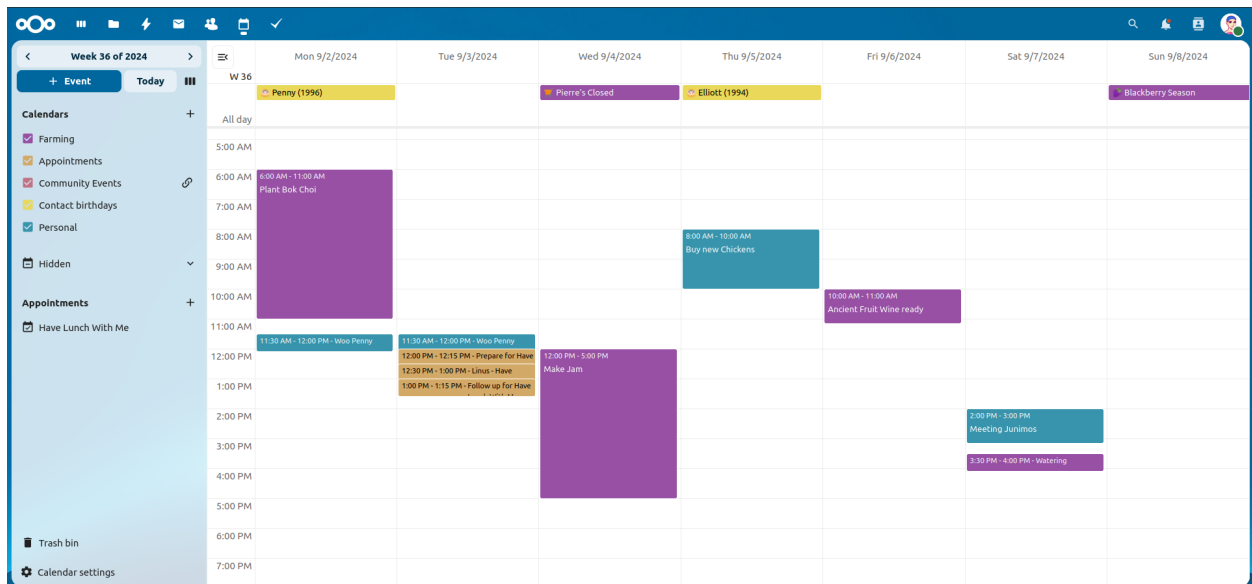 Week 36 of 2024
+ Event
Today
Calendars
Farming
Appointments
Community Events
Contact birthdays
Personal
Hidden
Appointments
Have Lunch With Me
Trash bin
Calendar settings
Mon 9/2/2024
Tue 9/3/2024
Wed 9/4/2024
Thu 9/5/2024
Fri 9/6/2024
Sat 9/7/2024
Sun 9/8/2024
W 36
All day
Penny (1996)
Pierre's Closed
Elliott (1994)
Blackberry Season
5:00 AM
6:00 AM
7:00 AM
8:00 AM
9:00 AM
10:00 AM
11:00 AM
12:00 PM
1:00 PM
2:00 PM
3:00 PM
4:00 PM
5:00 PM
6:00 PM
7:00 PM
6:00 AM - 11:00 AM
Plant Bok Choi
11:30 AM - 12:00 PM - Woo Penny
11:30 AM - 12:00 PM - Woo Penny
12:00 PM - 12:15 PM - Prepare for Have
12:30 PM - 1:00 PM - Linus - Have
1:00 PM - 1:15 PM - Follow up for Have
12:00 PM - 5:00 PM
Make Jam
8:00 AM - 10:00 AM
Buy new Chickens
10:00 AM - 11:00 AM
Ancient Fruit Wine ready
2:00 PM - 3:00 PM
Meeting Junimos
3:30 PM - 4:00 PM - Watering